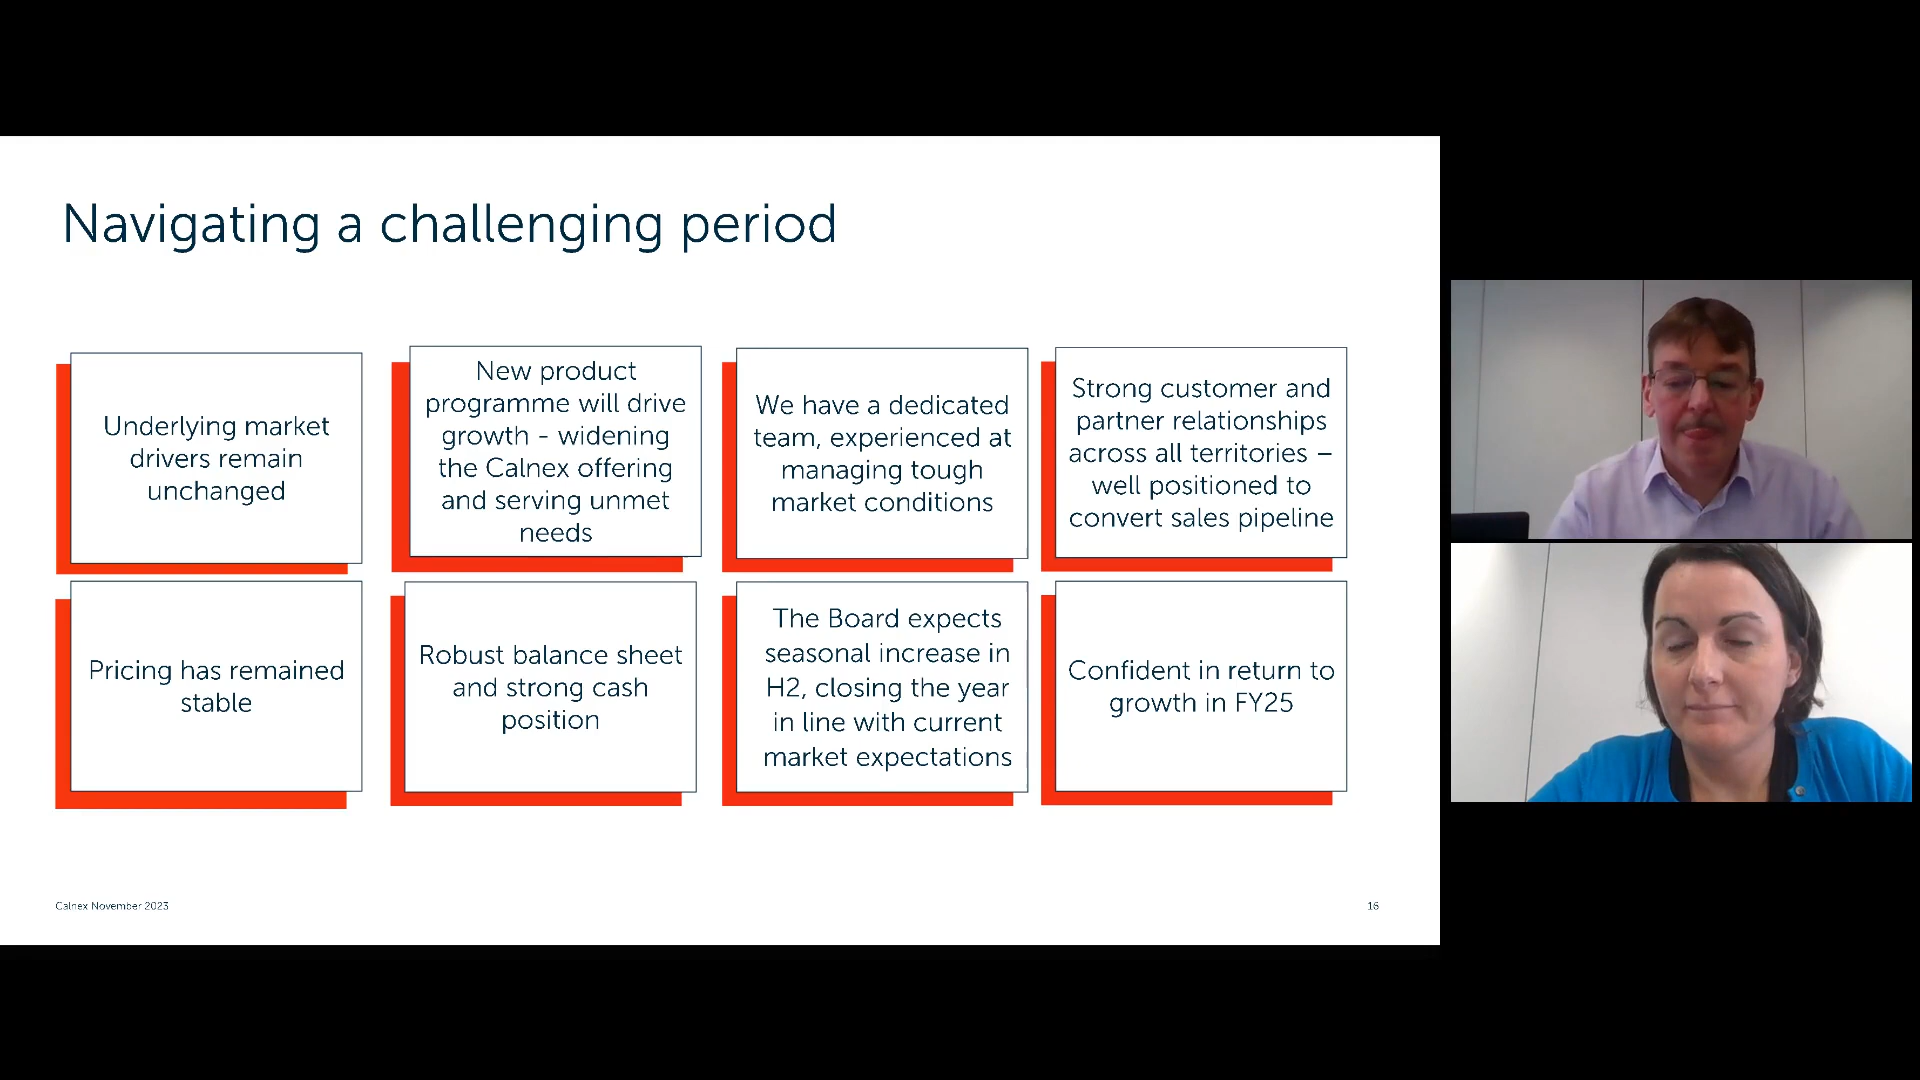 Navigating a challenging period
Underlying market
drivers remain
unchanged
New product
programme will drive
growth - widening
the Calnex offering
and serving unmet
needs
We have a dedicated
team, experienced at
managing tough
market conditions
Strong customer and
partner relationships
across all territories –
well positioned to
convert sales pipeline
Pricing has remained
stable
Robust balance sheet
and strong cash
position
The Board expects
seasonal increase in
H2, closing the year
in line with current
market expectations
Confident in return to
growth in FY25
Calnex November 2023
16